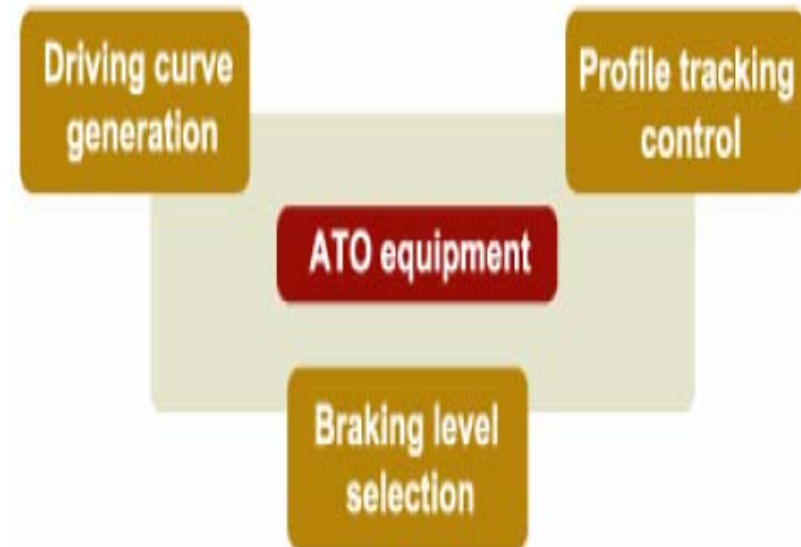 Driving curve
generation
Profile tracking
control
ATO equipment
Braking level
selection